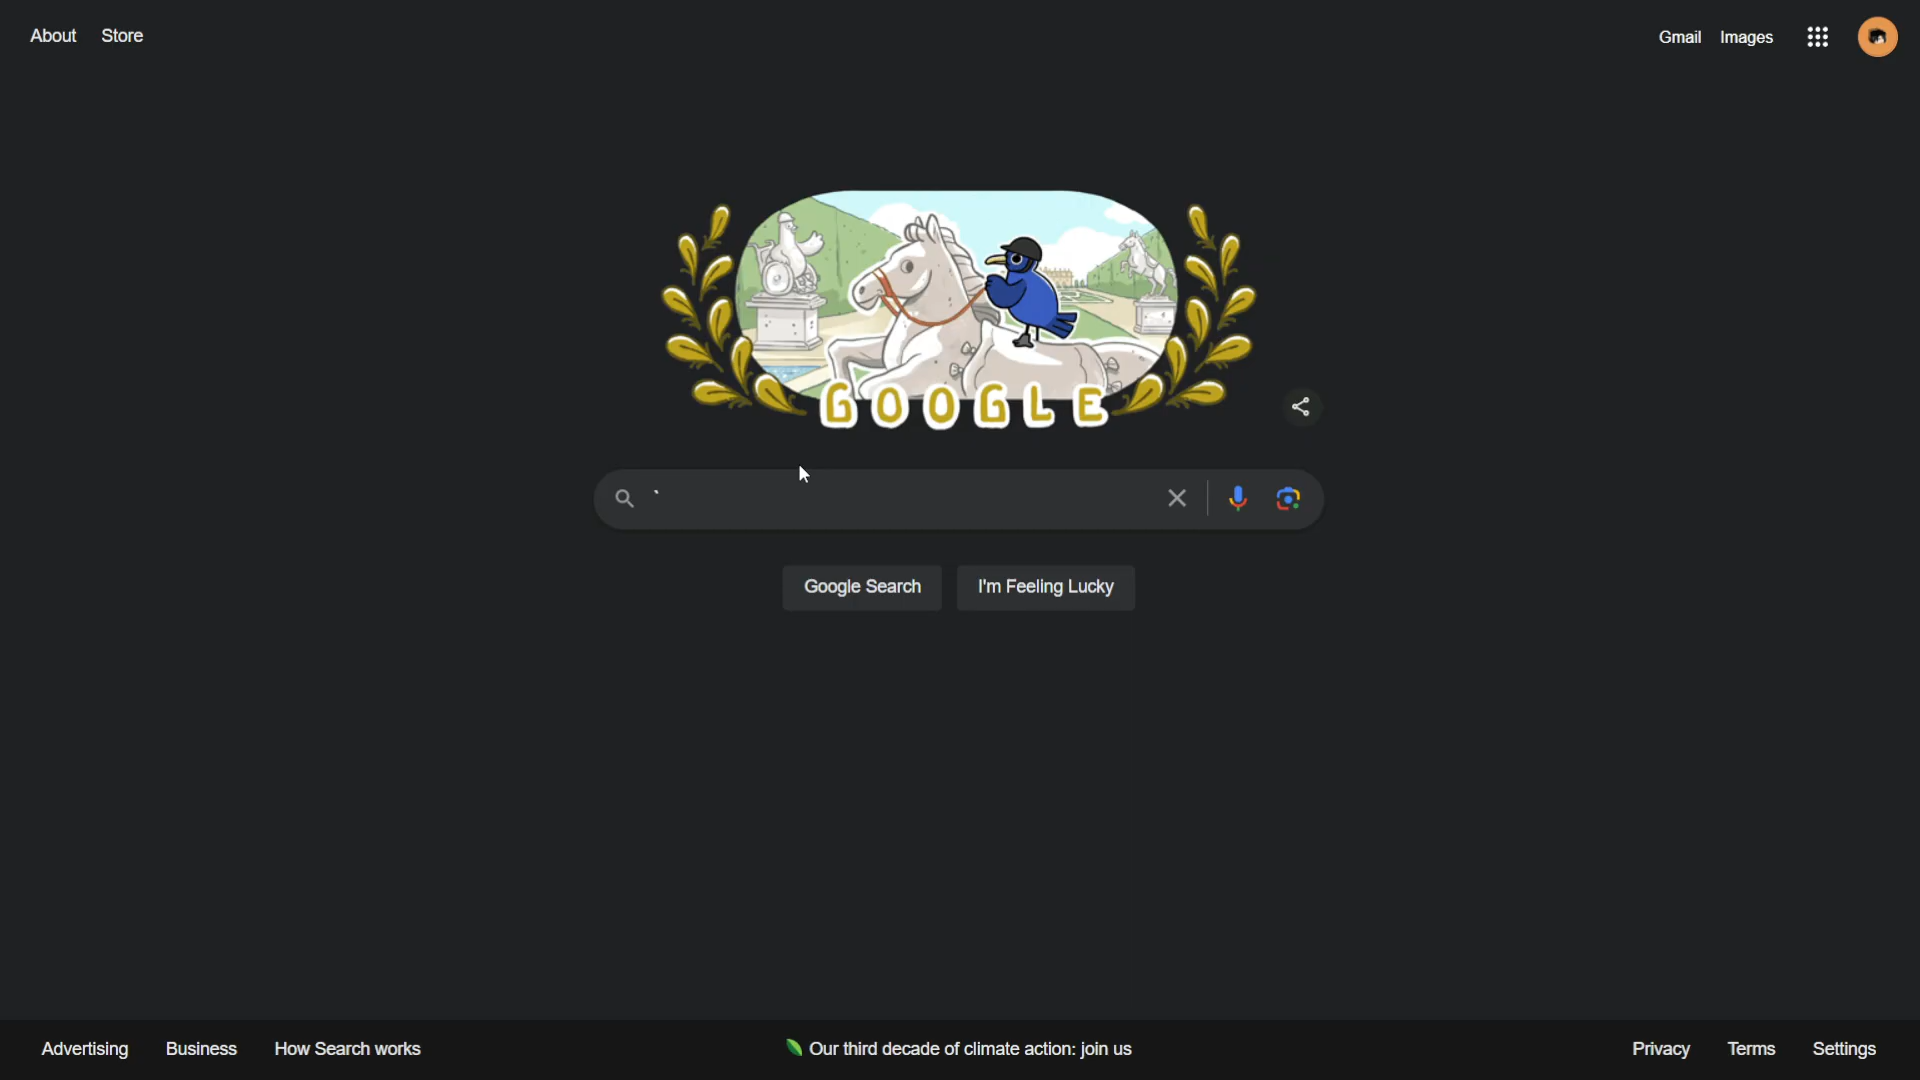 About Store
Gmail Images
GOOGLE
`
Google Search I'm Feeling Lucky
Advertising Business How Search works
Our third decade of climate action: join us
Privacy Terms Settings